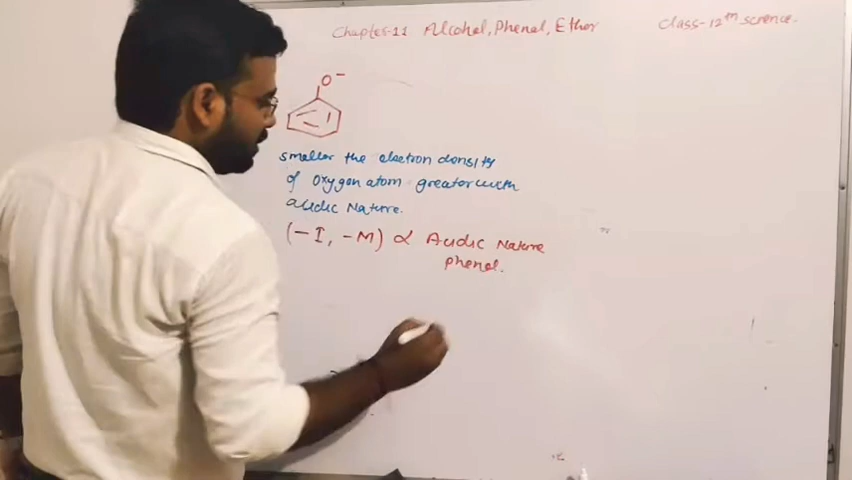 Chapter-11 Alcohol, Phenol, Ether
Class-12th science.
O−
smaller the electron density
of oxygen atom greater will
acidic Nature.
(−I, −M) ∝ Acidic Nature
phenol.